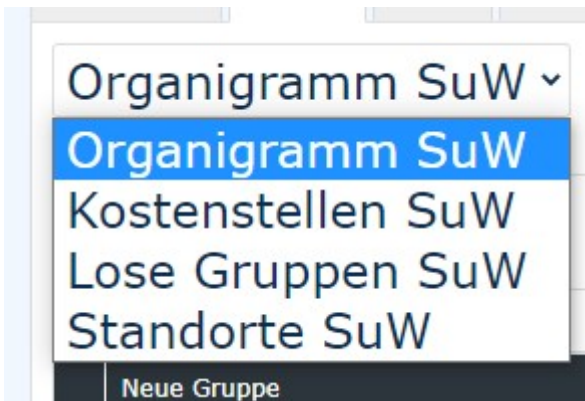 Organigramm SuW
Organigramm SuW
Kostenstellen SuW
Lose Gruppen SuW
Standorte SuW
Neue Gruppe